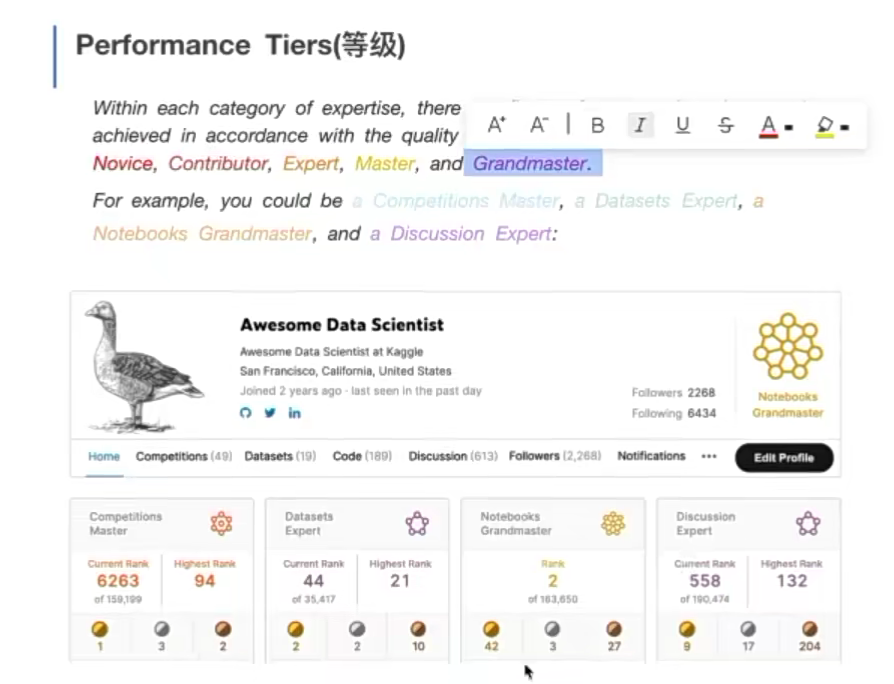 Performance Tiers(等级)
Within each category of expertise, there
A+ A- | B I U S A
achieved in accordance with the quality
Novice, Contributor, Expert, Master, and Grandmaster.
For example, you could be a Competitions Master, a Datasets Expert, a
Notebooks Grandmaster, and a Discussion Expert:
Awesome Data Scientist
Awesome Data Scientist at Kaggle
San Francisco, California, United States
Joined 2 years ago · last seen in the past day
in
Followers 2268
Following 6434
Notebooks
Grandmaster
Home Competitions (49) Datasets (19) Code (189) Discussion (613) Followers (2,268) Notifications ••• Edit Profile
Competitions
Master
Current Rank Highest Rank
6263 94
of 159,199
1 3 2
Datasets
Expert
Current Rank Highest Rank
44 21
of 35,417
2 2 10
Notebooks
Grandmaster
Rank
2
of 163,650
42 3 27
Discussion
Expert
Current Rank Highest Rank
558 132
of 190,474
9 17 204